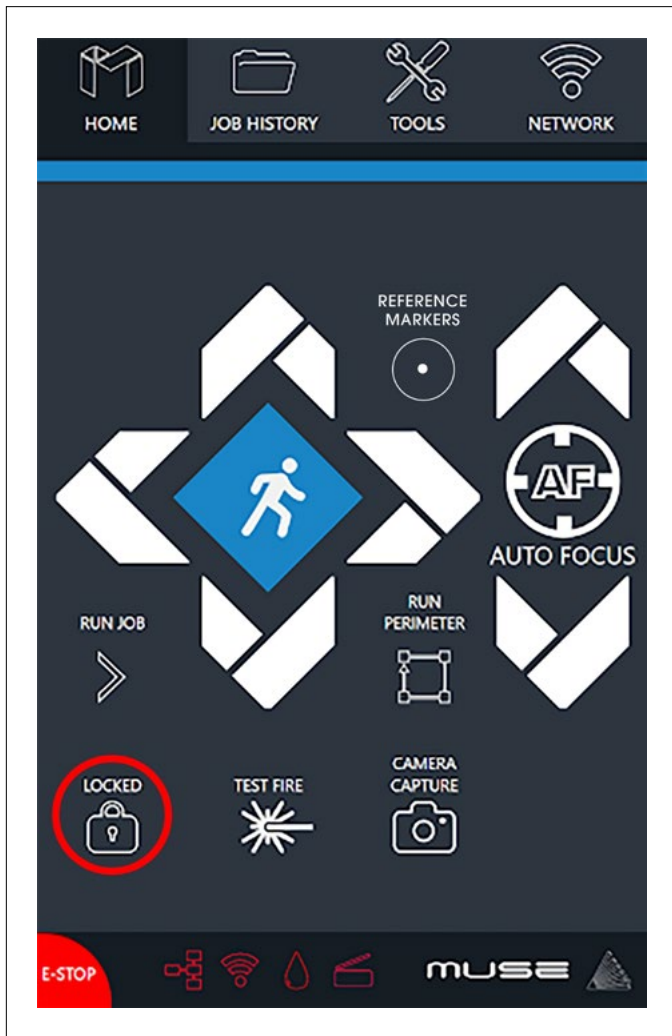 HOME
JOB HISTORY
TOOLS
NETWORK
REFERENCE
MARKERS
AF
AUTO FOCUS
RUN JOB
RUN
PERIMETER
LOCKED
TEST FIRE
CAMERA
CAPTURE
E-STOP
MUSE